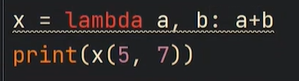 x = lambda a, b: a+b
print(x(5, 7))